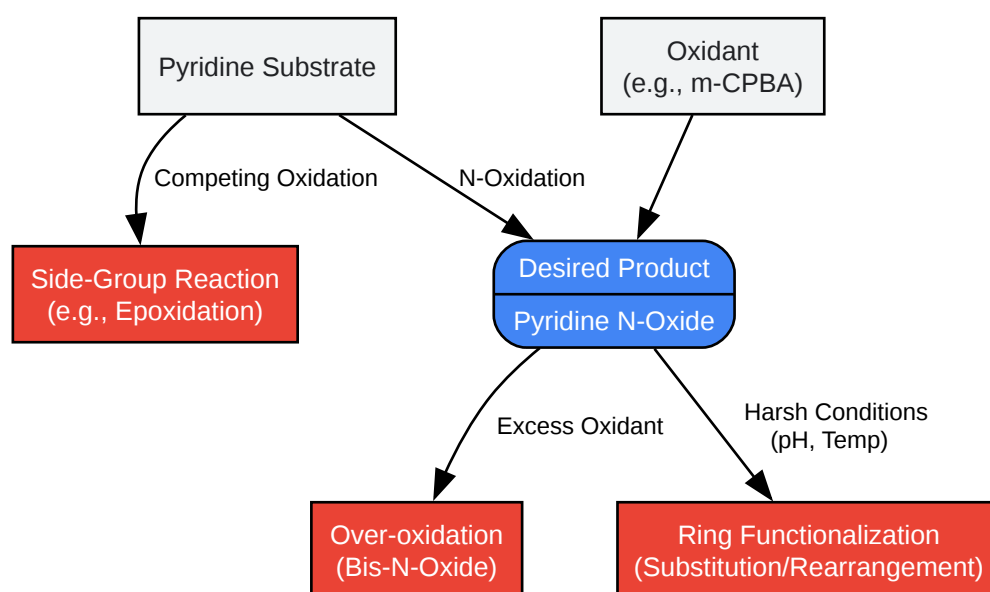 Pyridine Substrate
Oxidant
(e.g., m-CPBA)
Competing Oxidation
N-Oxidation
Side-Group Reaction
(e.g., Epoxidation)
Desired Product
Pyridine N-Oxide
Excess Oxidant
Harsh Conditions
(pH, Temp)
Over-oxidation
(Bis-N-Oxide)
Ring Functionalization
(Substitution/Rearrangement)